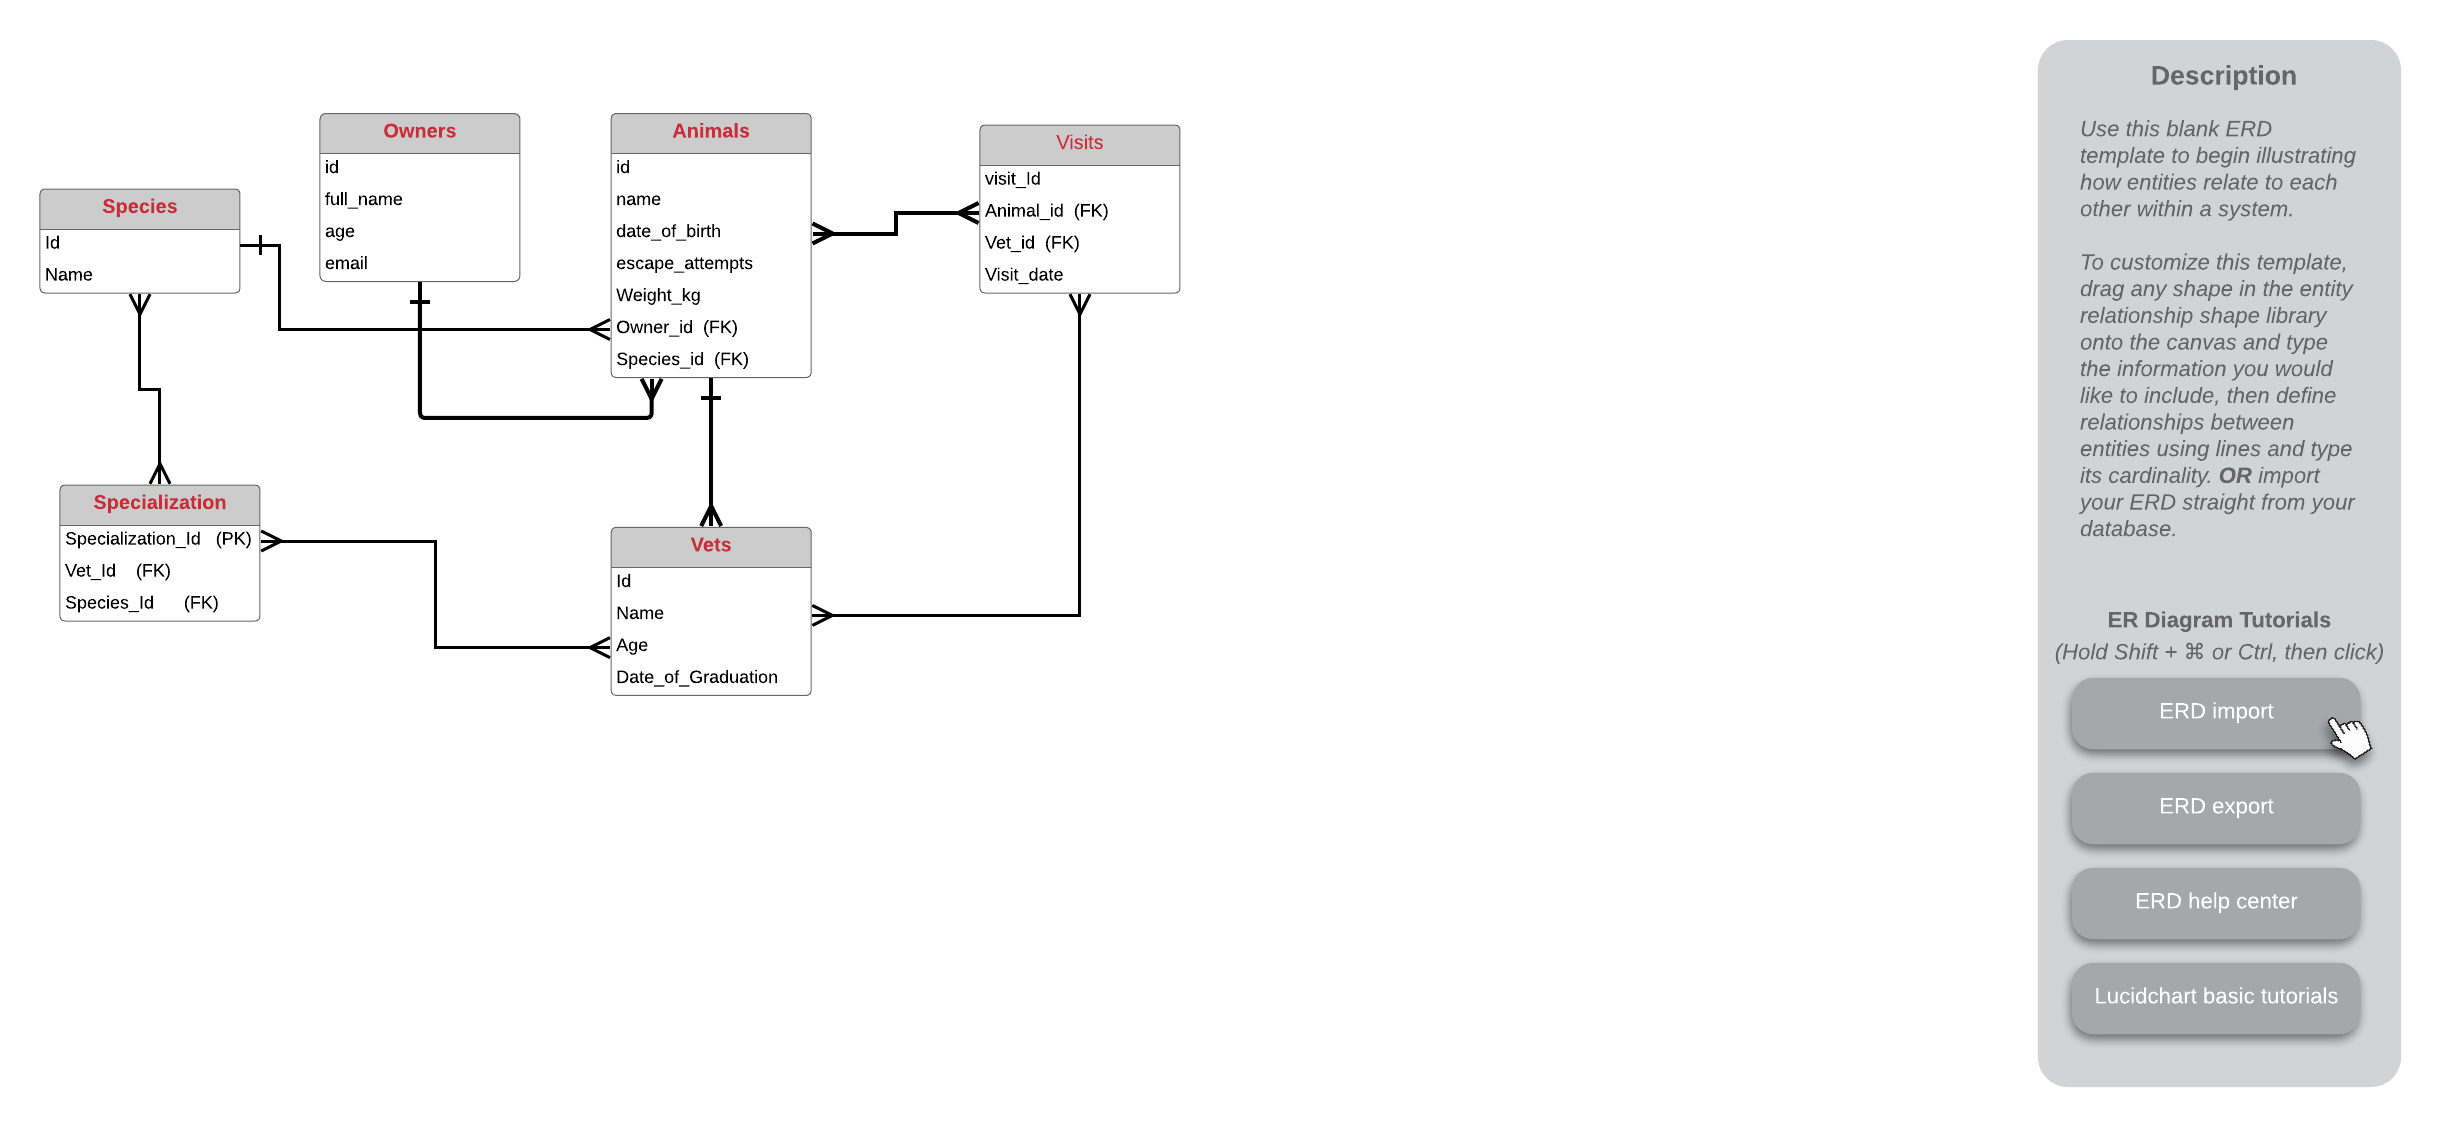 Species
Id
Name
Owners
id
full_name
age
email
Animals
id
name
date_of_birth
escape_attempts
Weight_kg
Owner_id (FK)
Species_id (FK)
Visits
visit_Id
Animal_id (FK)
Vet_id (FK)
Visit_date
Specialization
Specialization_Id (PK)
Vet_Id (FK)
Species_Id (FK)
Vets
Id
Name
Age
Date_of_Graduation
Description
Use this blank ERD
template to begin illustrating
how entities relate to each
other within a system.
To customize this template,
drag any shape in the entity
relationship shape library
onto the canvas and type
the information you would
like to include, then define
relationships between
entities using lines and type
its cardinality. OR import
your ERD straight from your
database.
ER Diagram Tutorials
(Hold Shift + ⌘ or Ctrl, then click)
ERD import
ERD export
ERD help center
Lucidchart basic tutorials